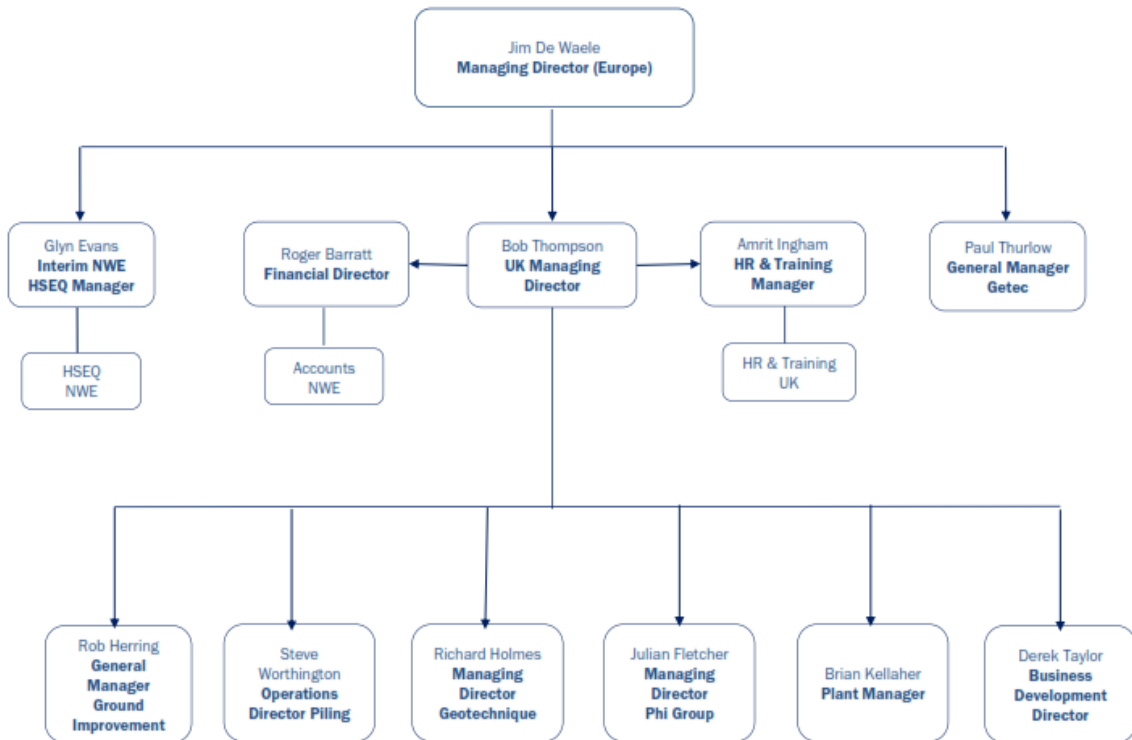 Jim De Waele
Managing Director (Europe)
Glyn Evans
Interim NWE
HSEQ Manager
Roger Barratt
Financial Director
Bob Thompson
UK Managing
Director
Amrit Ingham
HR & Training
Manager
Paul Thurlow
General Manager
Getec
HSEQ
NWE
Accounts
NWE
HR & Training
UK
Rob Herring
General
Manager
Ground
Improvement
Steve
Worthington
Operations
Director Piling
Richard Holmes
Managing
Director
Geotechnique
Julian Fletcher
Managing
Director
Phi Group
Brian Kellaher
Plant Manager
Derek Taylor
Business
Development
Director